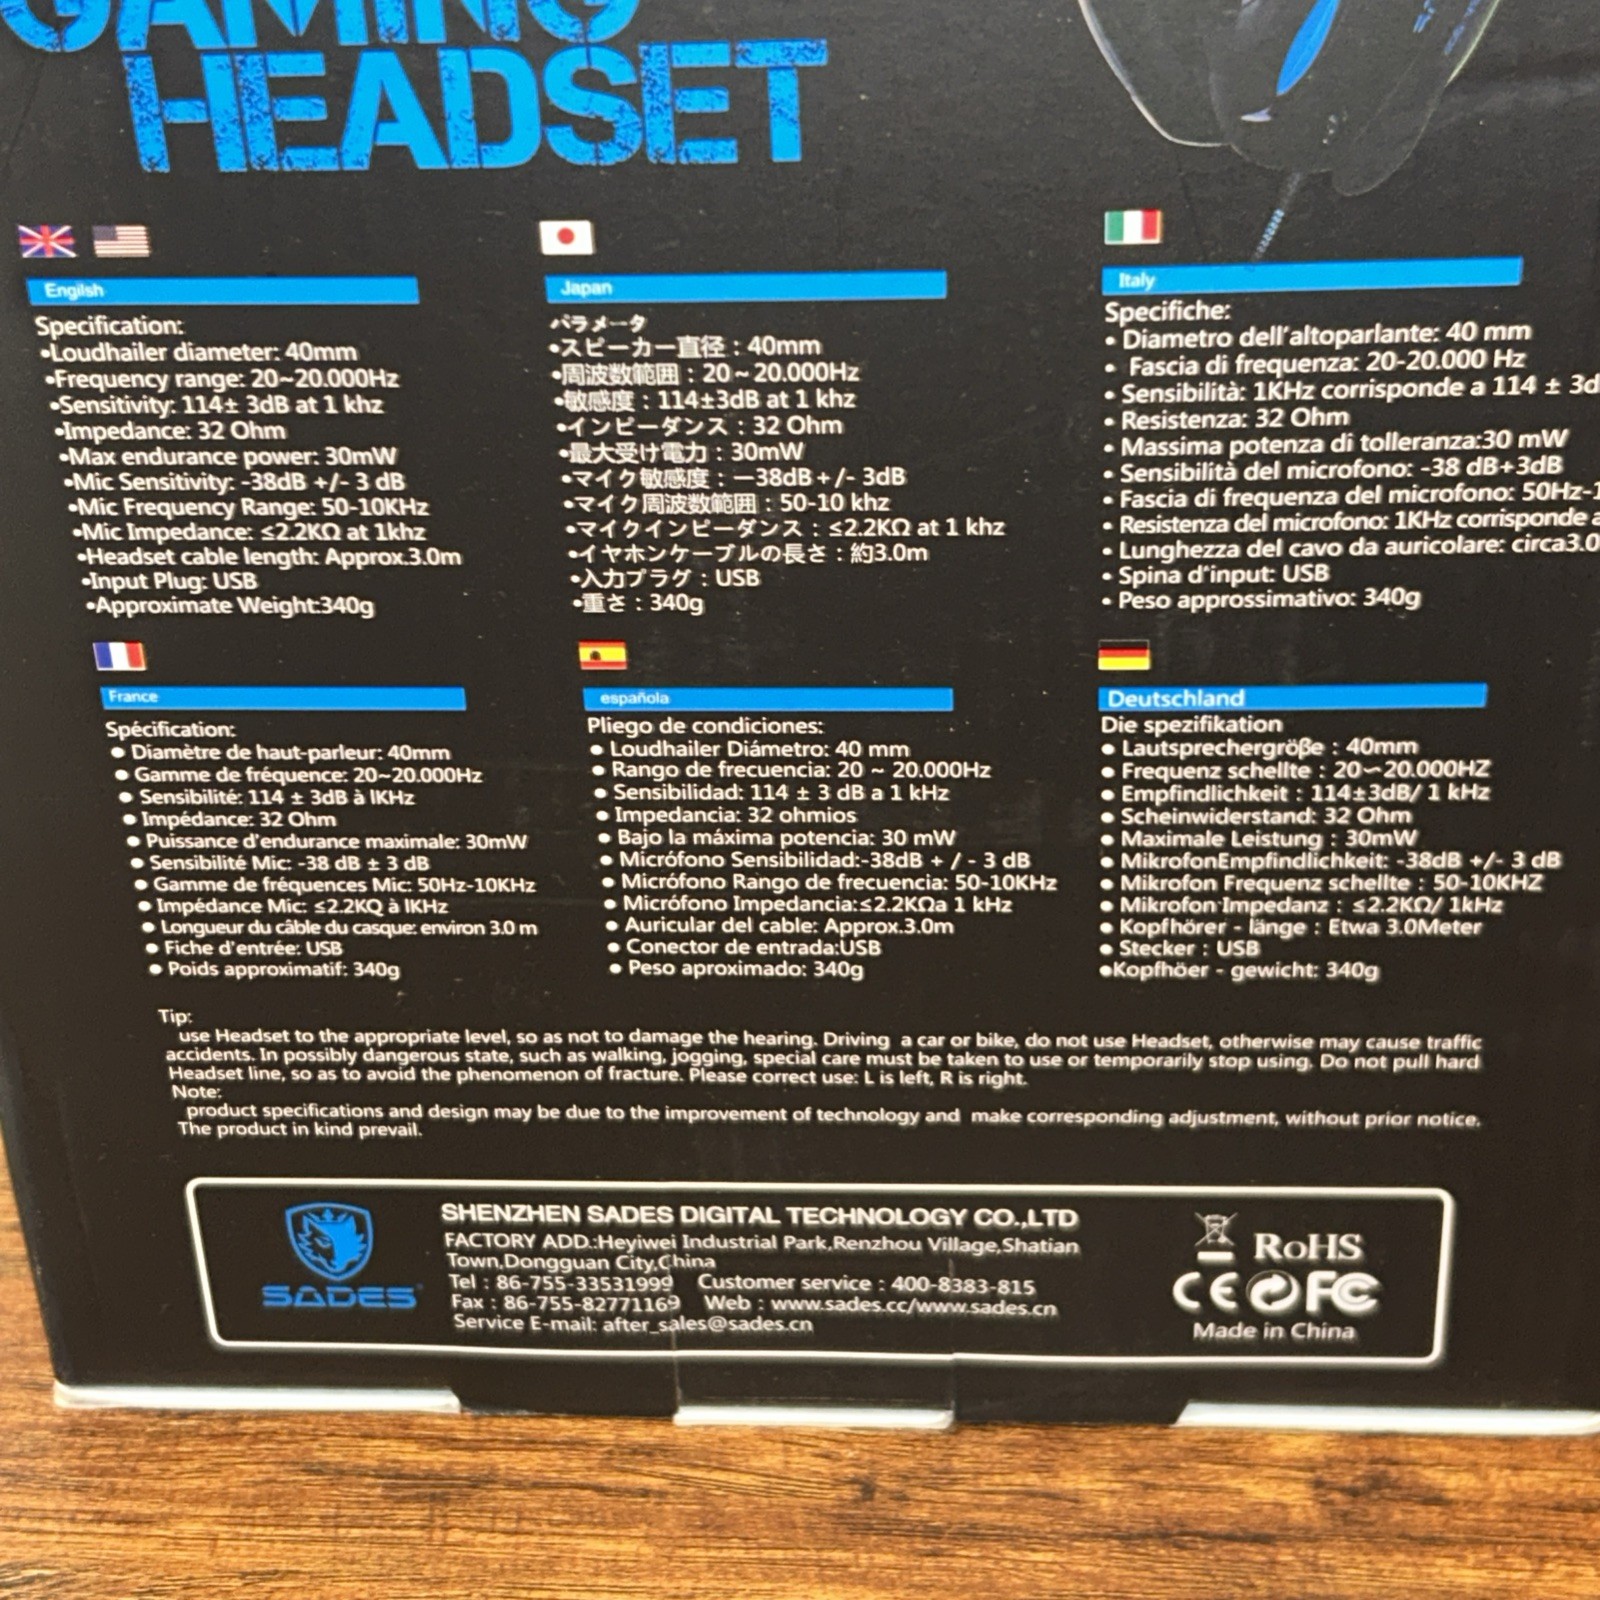 GAMING
HEADSET
Engilsh
Specification:
•Loudhailer diameter: 40mm
•Frequency range: 20~20.000Hz
•Sensitivity: 114± 3dB at 1 khz
•Impedance: 32 Ohm
•Max endurance power: 30mW
•Mic Sensitivity: -38dB +/- 3 dB
•Mic Frequency Range: 50-10KHz
•Mic Impedance: ≤2.2KΩ at 1khz
•Headset cable length: Approx.3.0m
•Input Plug: USB
•Approximate Weight:340g
Japan
パラメータ
•スピーカー直径：40mm
•周波数範囲：20～20.000Hz
•敏感度：114±3dB at 1 khz
•インピーダンス：32 Ohm
•最大受け電力：30mW
•マイク敏感度：—38dB+/- 3dB
•マイク周波数範囲：50-10 khz
•マイクインピーダンス：≤2.2KΩ at 1 khz
•イヤホンケーブルの長さ：約3.0m
•入力プラグ：USB
•重さ：340g
Italy
Specifiche:
• Diametro dell'altoparlante: 40 mm
• Fascia di frequenza: 20-20.000 Hz
• Sensibilità: 1KHz corrisponde a 114 ± 3d
• Resistenza: 32 Ohm
• Massima potenza di tolleranza:30 mW
• Sensibilità del microfono: -38 dB+3dB
• Fascia di frequenza del microfono: 50Hz-1
• Resistenza del microfono: 1KHz corrisponde a
• Lunghezza del cavo da auricolare: circa3.0
• Spina d'input: USB
• Peso approssimativo: 340g
France
Spécification:
● Diamètre de haut-parleur: 40mm
● Gamme de fréquence: 20~20.000Hz
● Sensibilité: 114 ± 3dB à lKHz
● Impédance: 32 Ohm
● Puissance d'endurance maximale: 30mW
● Sensibilité Mic: -38 dB ± 3 dB
● Gamme de fréquences Mic: 50Hz-10KHz
● Impédance Mic: ≤2.2KQ à lKHz
● Longueur du câble du casque: environ 3.0 m
● Fiche d'entrée: USB
● Poids approximatif: 340g
española
Pliego de condiciones:
● Loudhailer Diámetro: 40 mm
● Rango de frecuencia: 20 ~ 20.000Hz
● Sensibilidad: 114 ± 3 dB a 1 kHz
● Impedancia: 32 ohmios
● Bajo la máxima potencia: 30 mW
● Micrófono Sensibilidad:-38dB + / - 3 dB
● Micrófono Rango de frecuencia: 50-10KHz
● Micrófono Impedancia:≤2.2KΩa 1 kHz
● Auricular del cable: Approx.3.0m
● Conector de entrada:USB
● Peso aproximado: 340g
Deutschland
Die spezifikation
● Lautsprechergröβe : 40mm
● Frequenz schellte : 20~20.000HZ
● Empfindlichkeit : 114±3dB/ 1 kHz
● Scheinwiderstand: 32 Ohm
● Maximale Leistung : 30mW
● MikrofonEmpfindlichkeit: -38dB +/- 3 dB
● Mikrofon Frequenz schellte : 50-10KHZ
● Mikrofon Impedanz : ≤2.2KΩ/ 1kHz
● Kopfhörer - länge : Etwa 3.0Meter
● Stecker : USB
●Kopfhöer - gewicht: 340g
Tip:
use Headset to the appropriate level, so as not to damage the hearing. Driving a car or bike, do not use Headset, otherwise may cause traffic
accidents. In possibly dangerous state, such as walking, jogging, special care must be taken to use or temporarily stop using. Do not pull hard
Headset line, so as to avoid the phenomenon of fracture. Please correct use: L is left, R is right.
Note:
product specifications and design may be due to the improvement of technology and make corresponding adjustment, without prior notice.
The product in kind prevail.
SADES
SHENZHEN SADES DIGITAL TECHNOLOGY CO.,LTD
FACTORY ADD.:Heyiwei Industrial Park,Renzhou Village,Shatian
Town,Dongguan City,China
Tel : 86-755-33531999 Customer service : 400-8383-815
Fax : 86-755-82771169 Web : www.sades.cc/www.sades.cn
Service E-mail: after_sales@sades.cn
RoHS
CE FC
Made in China